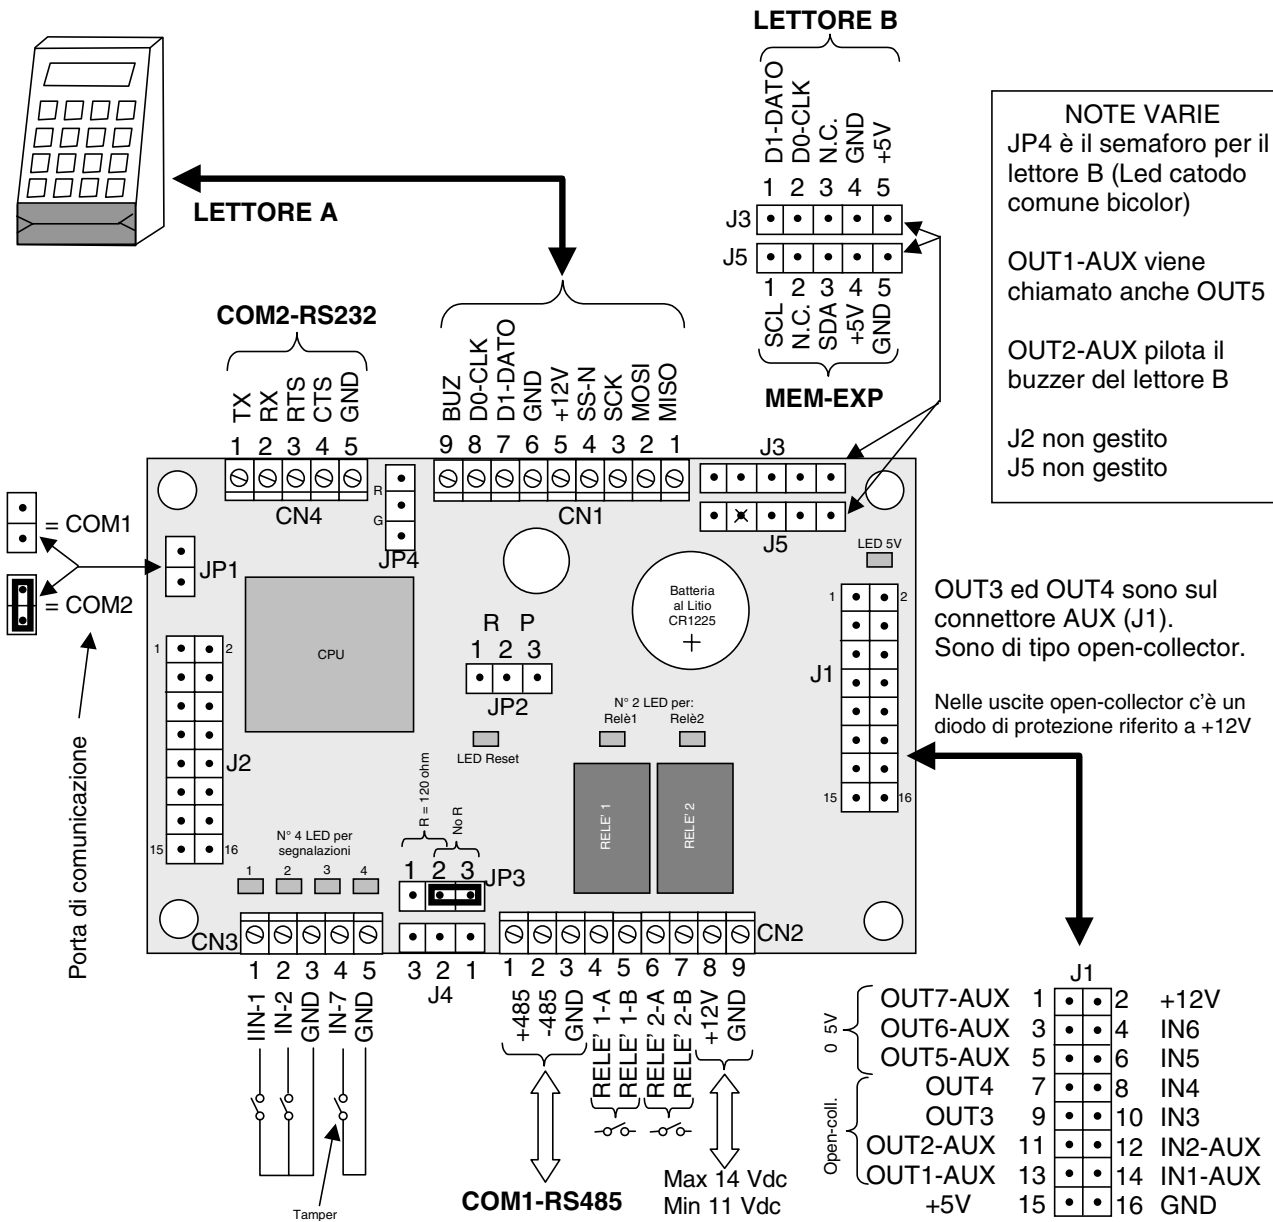 LETTORE B
D1-DATO
D0-CLK
N.C.
GND
+5V
1 2 3 4 5
J3
J5
1 2 3 4 5
SCL
N.C.
SDA
+5V
GND
MEM-EXP
NOTE VARIE
JP4 è il semaforo per il
lettore B (Led catodo
comune bicolor)
OUT1-AUX viene
chiamato anche OUT5
OUT2-AUX pilota il
buzzer del lettore B
J2 non gestito
J5 non gestito
LETTORE A
COM2-RS232
TX
RX
RTS
CTS
GND
1 2 3 4 5
CN4
BUZ
D0-CLK
D1-DATO
GND
+12V
SS-N
SCK
MOSI
MISO
9 8 7 6 5 4 3 2 1
CN1
J3
J5
R
G
JP4
LED 5V
= COM1
= COM2
JP1
Porta di comunicazione
CPU
Batteria
al Litio
CR1225
+
R P
1 2 3
JP2
LED Reset
N° 2 LED per:
Relè1 Relè2
RELE' 1
RELE' 2
1 2
J1
15 16
1 2
J2
15 16
OUT3 ed OUT4 sono sul
connettore AUX (J1).
Sono di tipo open-collector.
Nelle uscite open-collector c'è un
diodo di protezione riferito a +12V
N° 4 LED per
segnalazioni
1 2 3 4
R = 120 ohm
No R
1 2 3
JP3
CN3
1 2 3 4 5
IIN-1
IN-2
GND
IN-7
GND
Tamper
3 2 1
J4
CN2
1 2 3 4 5 6 7 8 9
+485
-485
GND
RELE' 1-A
RELE' 1-B
RELE' 2-A
RELE' 2-B
+12V
GND
COM1-RS485
Max 14 Vdc
Min 11 Vdc
J1
0 5V
Open-coll.
OUT7-AUX 1 2 +12V
OUT6-AUX 3 4 IN6
OUT5-AUX 5 6 IN5
OUT4 7 8 IN4
OUT3 9 10 IN3
OUT2-AUX 11 12 IN2-AUX
OUT1-AUX 13 14 IN1-AUX
+5V 15 16 GND